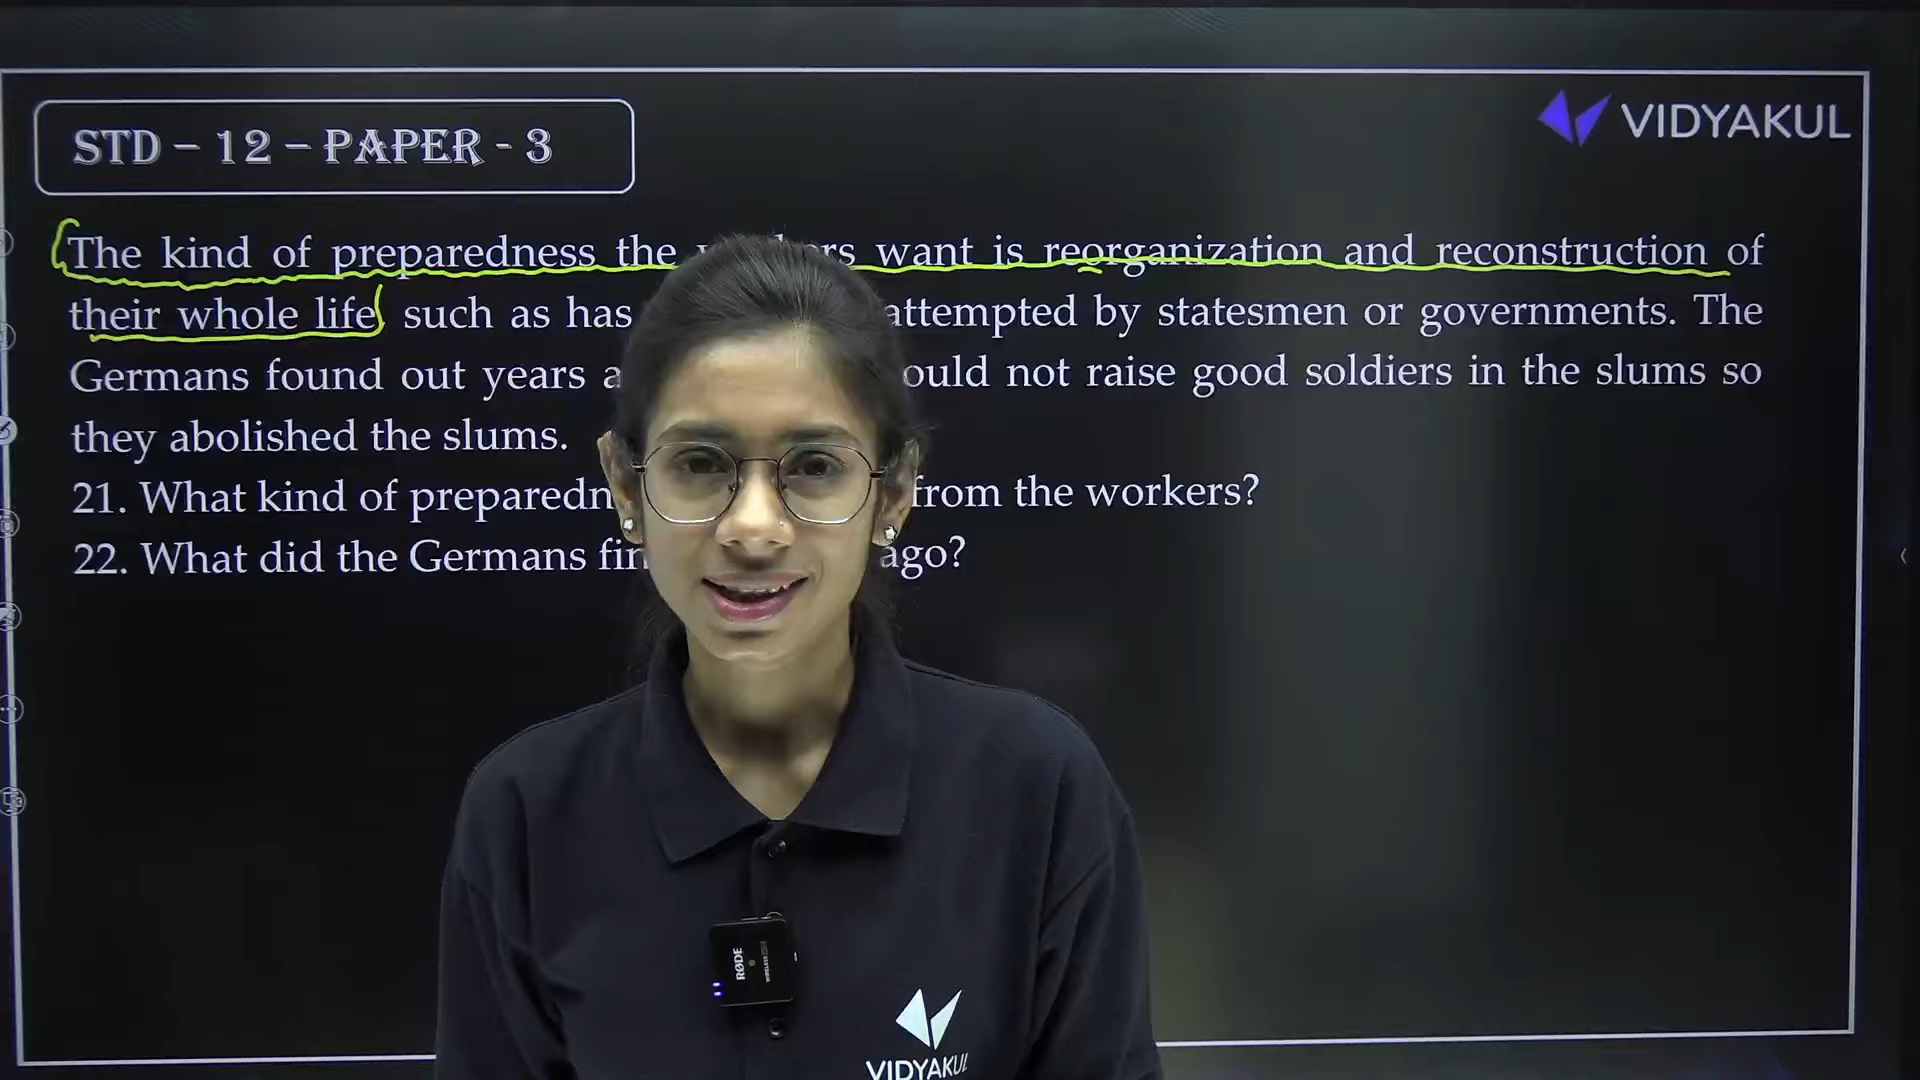 STD – 12 – PAPER - 3
VIDYAKUL
The kind of preparedness the want is reorganization and reconstruction of
their whole life such as has attempted by statesmen or governments. The
Germans found out years not raise good soldiers in the slums so
they abolished the slums.
21. What kind of from the workers?
22. What did the Germans ago?
RØDE
VIDYAKUL